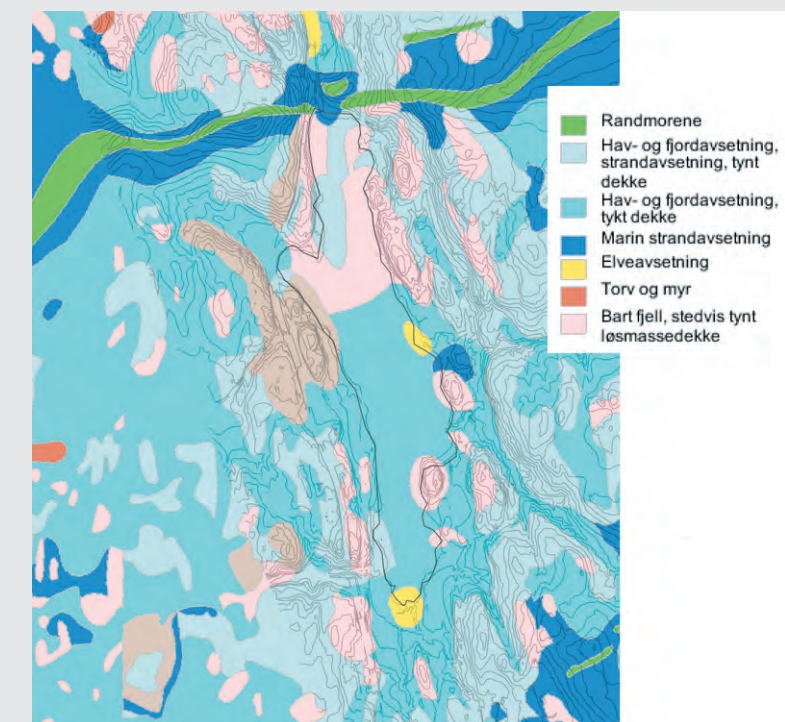 Randmorene
Hav- og fjordavsetning,
strandavsetning, tynt
dekke
Hav- og fjordavsetning,
tykt dekke
Marin strandavsetning
Elveavsetning
Torv og myr
Bart fjell, stedvis tynt
løsmassedekke